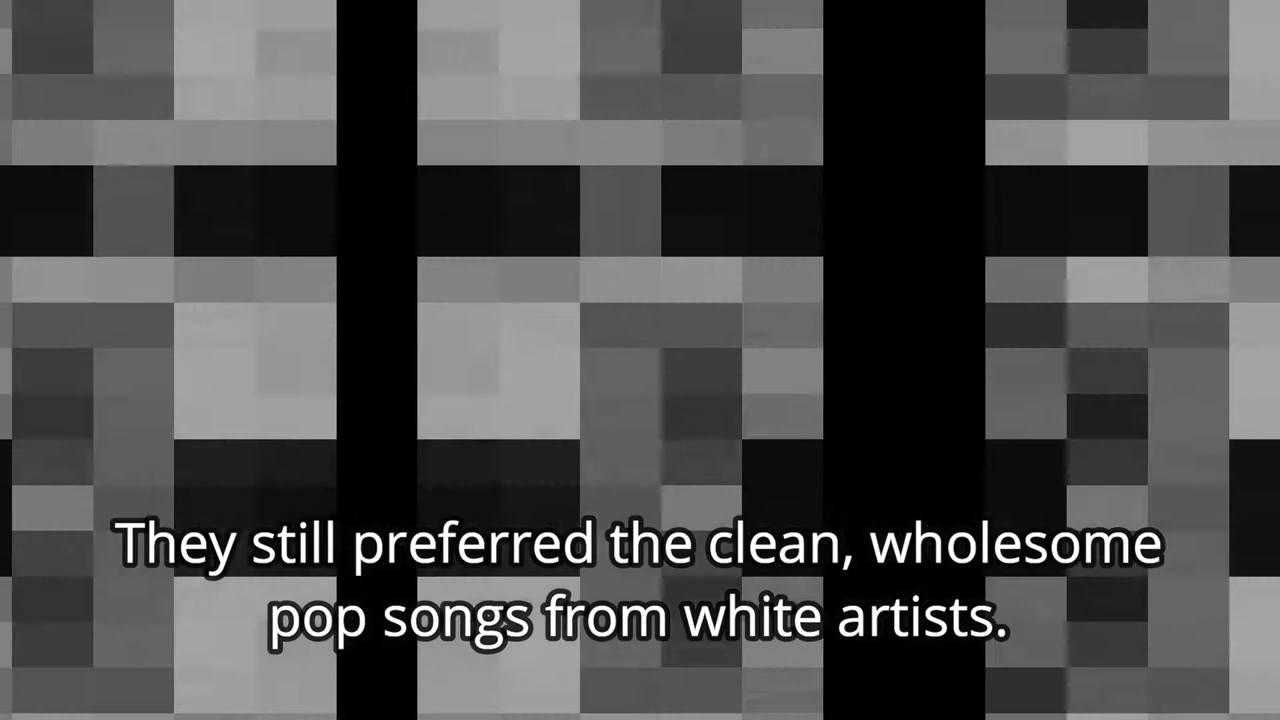 They still preferred the clean, wholesome
pop songs from white artists.